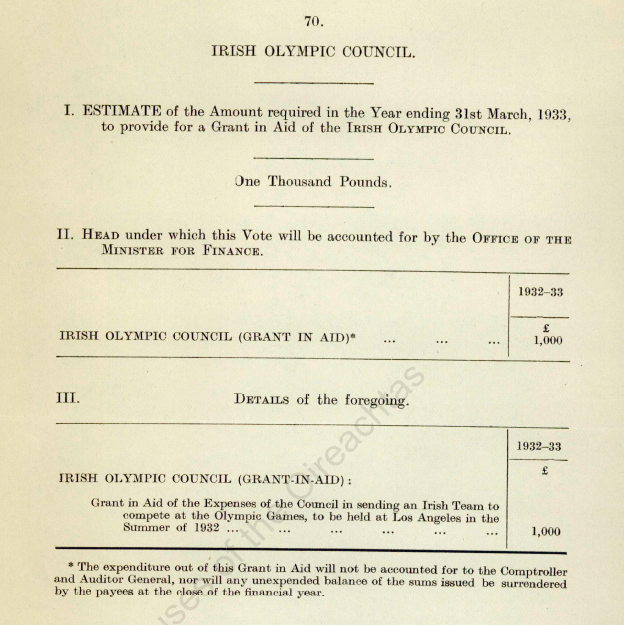 70.
IRISH OLYMPIC COUNCIL.
I. ESTIMATE of the Amount required in the Year ending 31st March, 1933,
to provide for a Grant in Aid of the IRISH OLYMPIC COUNCIL.
One Thousand Pounds.
II. HEAD under which this Vote will be accounted for by the OFFICE OF THE
MINISTER FOR FINANCE.
1932–33
£
IRISH OLYMPIC COUNCIL (GRANT IN AID)* ... ... ... 1,000
III. DETAILS of the foregoing.
1932–33
£
IRISH OLYMPIC COUNCIL (GRANT-IN-AID) :
Grant in Aid of the Expenses of the Council in sending an Irish Team to
compete at the Olympic Games, to be held at Los Angeles in the
Summer of 1932 ... ... ... ... ... ... 1,000
* The expenditure out of this Grant in Aid will not be accounted for to the Comptroller
and Auditor General, nor will any unexpended balance of the sums issued be surrendered
by the payees at the close of the financial year.
of the Oireachtas